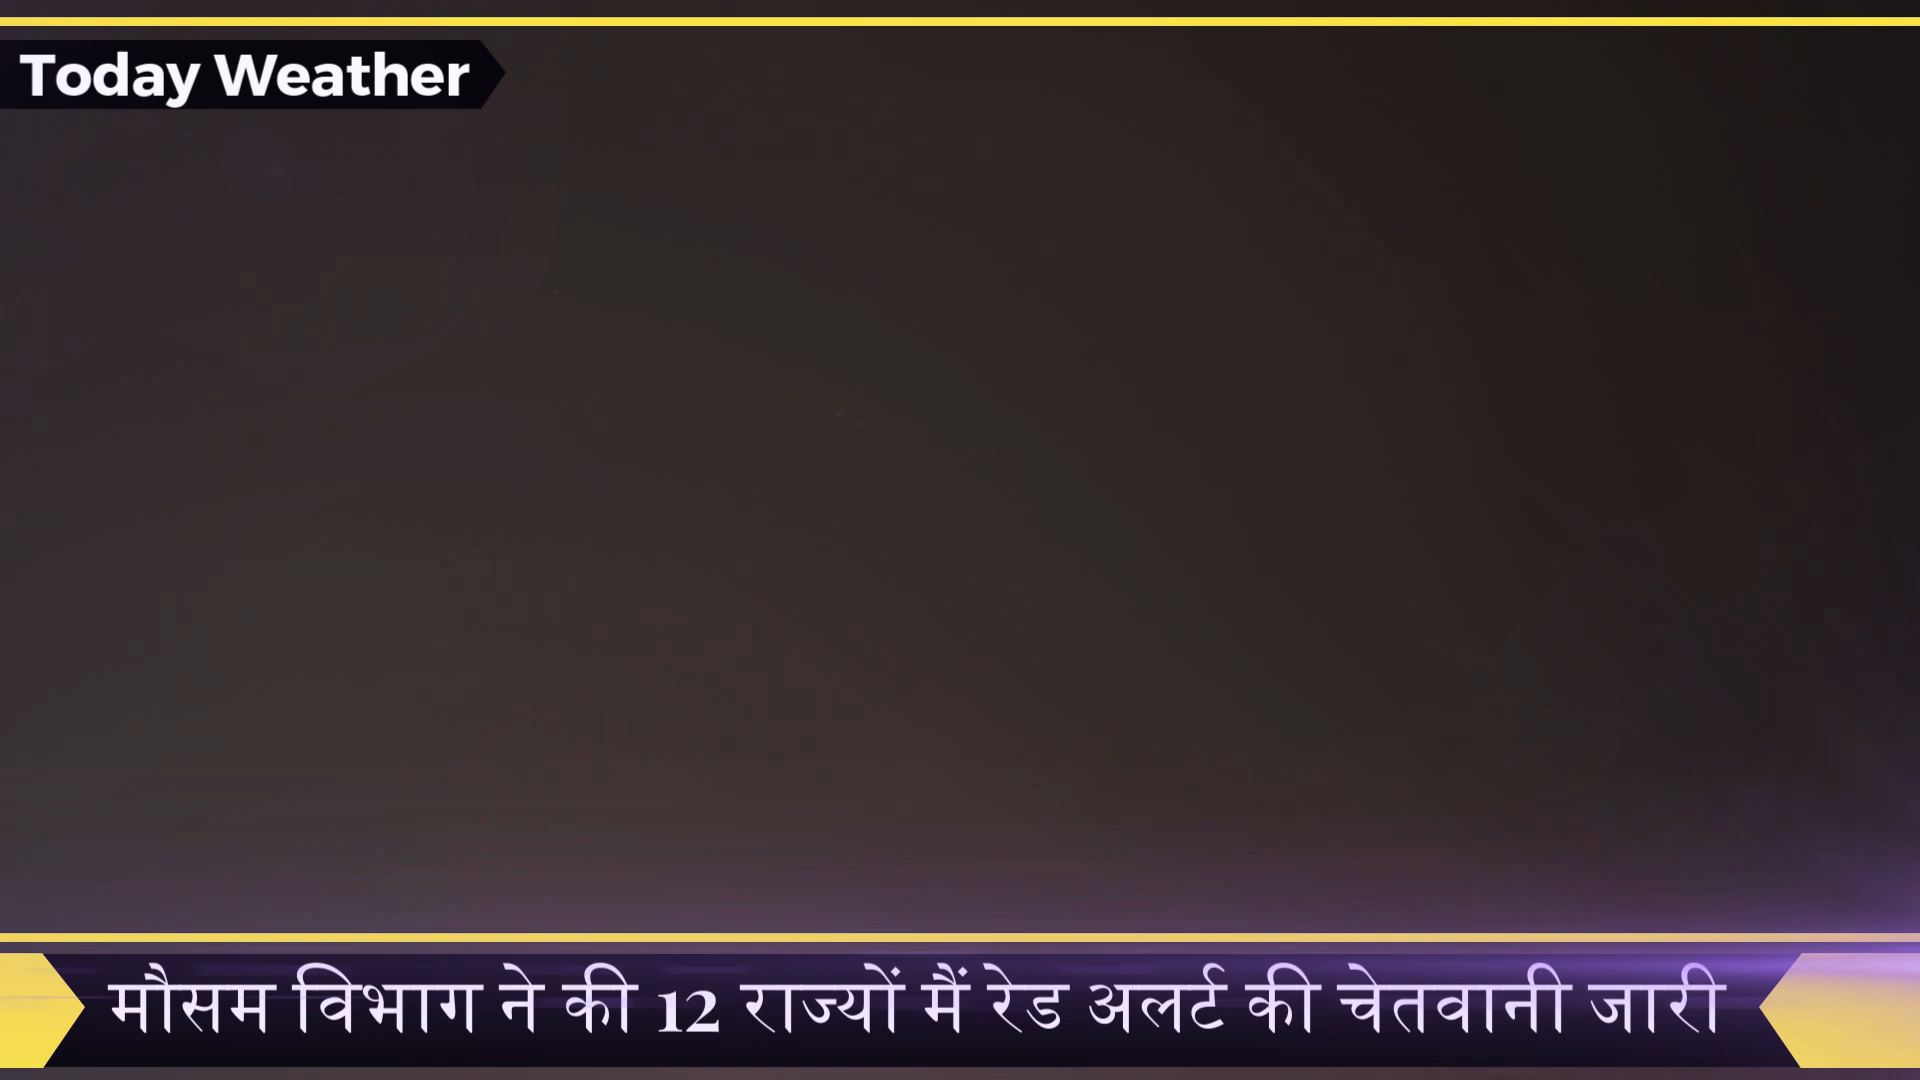 Today Weather
मौसम विभाग ने की 12 राज्यों मैं रेड अलर्ट की चेतवानी जारी